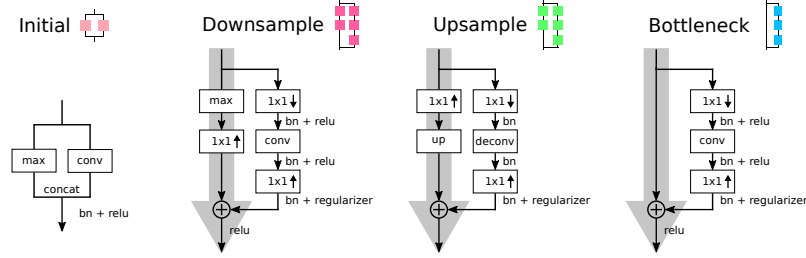 Initial
max
conv
concat
bn + relu
Downsample
max
1x1
1x1
bn + relu
1x1
conv
bn + relu
1x1
bn + regularizer
relu
Upsample
1x1
1x1
bn
up
deconv
bn
1x1
bn + regularizer
Bottleneck
1x1
bn + relu
conv
bn + relu
1x1
bn + regularizer
relu